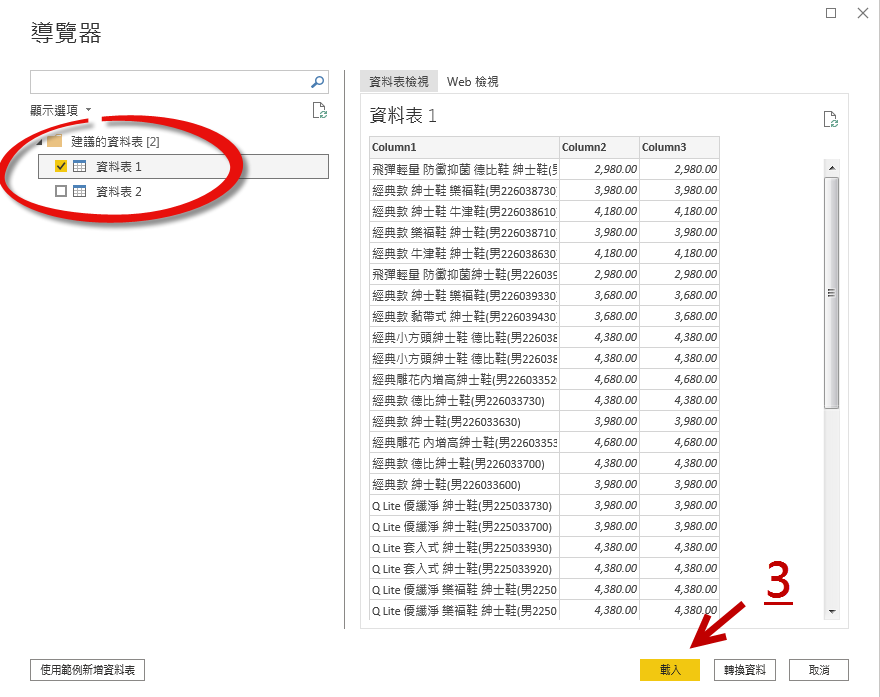 導覽器
顯示選項
建議的資料表 [2]
資料表 1
資料表 2
資料表檢視 Web 檢視
資料表 1
Column1 Column2 Column3
飛彈輕量 防黴抑菌 德比鞋 紳士鞋(男 2,980.00 2,980.00
經典款 紳士鞋 樂福鞋(男226038730) 3,980.00 3,980.00
經典款 紳士鞋 牛津鞋(男226038610) 4,180.00 4,180.00
經典款 樂福鞋 紳士鞋(男226038710) 3,980.00 3,980.00
經典款 牛津鞋 紳士鞋(男226038630) 4,180.00 4,180.00
飛彈輕量 防黴抑菌紳士鞋(男226039 2,980.00 2,980.00
經典款 紳士鞋 樂福鞋(男226039330) 3,680.00 3,680.00
經典款 黏帶式 紳士鞋(男226039430) 3,680.00 3,680.00
經典小方頭紳士鞋 德比鞋(男22603 4,380.00 4,380.00
經典小方頭紳士鞋 德比鞋(男22603 4,380.00 4,380.00
經典雕花內增高紳士鞋(男226033520 4,680.00 4,680.00
經典款 德比紳士鞋(男226033730) 4,380.00 4,380.00
經典款 紳士鞋(男226033630) 3,980.00 3,980.00
經典雕花 內增高紳士鞋(男22603353 4,680.00 4,680.00
經典款 德比紳士鞋(男226033700) 4,380.00 4,380.00
經典款 紳士鞋(男226033600) 3,980.00 3,980.00
Q Lite 優纖淨 紳士鞋(男225033730) 3,980.00 3,980.00
Q Lite 優纖淨 紳士鞋(男225033700) 3,980.00 3,980.00
Q Lite 套入式 紳士鞋(男225033930) 4,380.00 4,380.00
Q Lite 套入式 紳士鞋(男225033920) 4,380.00 4,380.00
Q Lite 優纖淨 樂福鞋 紳士鞋(男2250 4,380.00 4,380.00
Q Lite 優纖淨 樂福鞋 紳士鞋(男2250 4,380.00 4,380.00
3
使用範例新增資料表 載入 轉換資料 取消